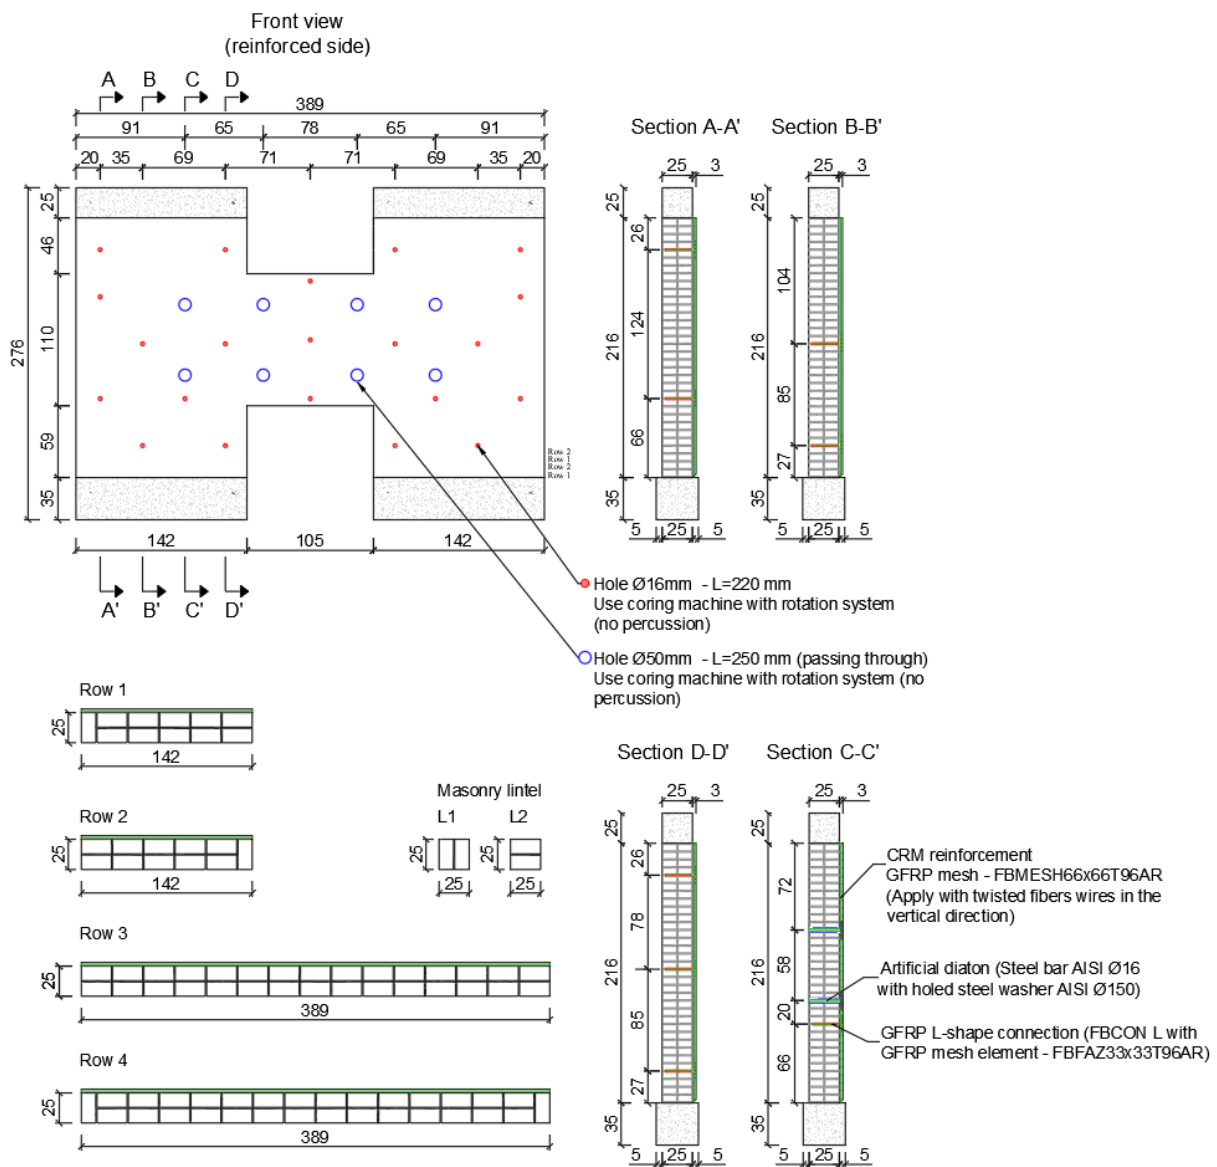 Front view
(reinforced side)
A B C D
389
91 65 78 65 91
20 35 69 71 71 69 35 20
25
46
110
59
35
276
Row 2
Row 1
Row 2
Row 1
142 105 142
A' B' C' D'
Section A-A'
25 3
25
26
124
66
216
35
5 25 5
Section B-B'
25 3
25
104
85
27
216
35
5 25 5
Hole Ø16mm - L=220 mm
Use coring machine with rotation system
(no percussion)
Hole Ø50mm - L=250 mm (passing through)
Use coring machine with rotation system (no
percussion)
Row 1
25
142
Row 2
25
142
Masonry lintel
L1 L2
25 25
25 25
Row 3
25
389
Row 4
25
389
Section D-D'
25 3
25
26
78
85
27
216
35
5 25 5
Section C-C'
25 3
25
72
58
20
66
216
35
5 25 5
CRM reinforcement
GFRP mesh - FBMESH66x66T96AR
(Apply with twisted fibers wires in the
vertical direction)
Artificial diaton (Steel bar AISI Ø16
with holed steel washer AISI Ø150)
GFRP L-shape connection (FBCON L with
GFRP mesh element - FBFAZ33x33T96AR)